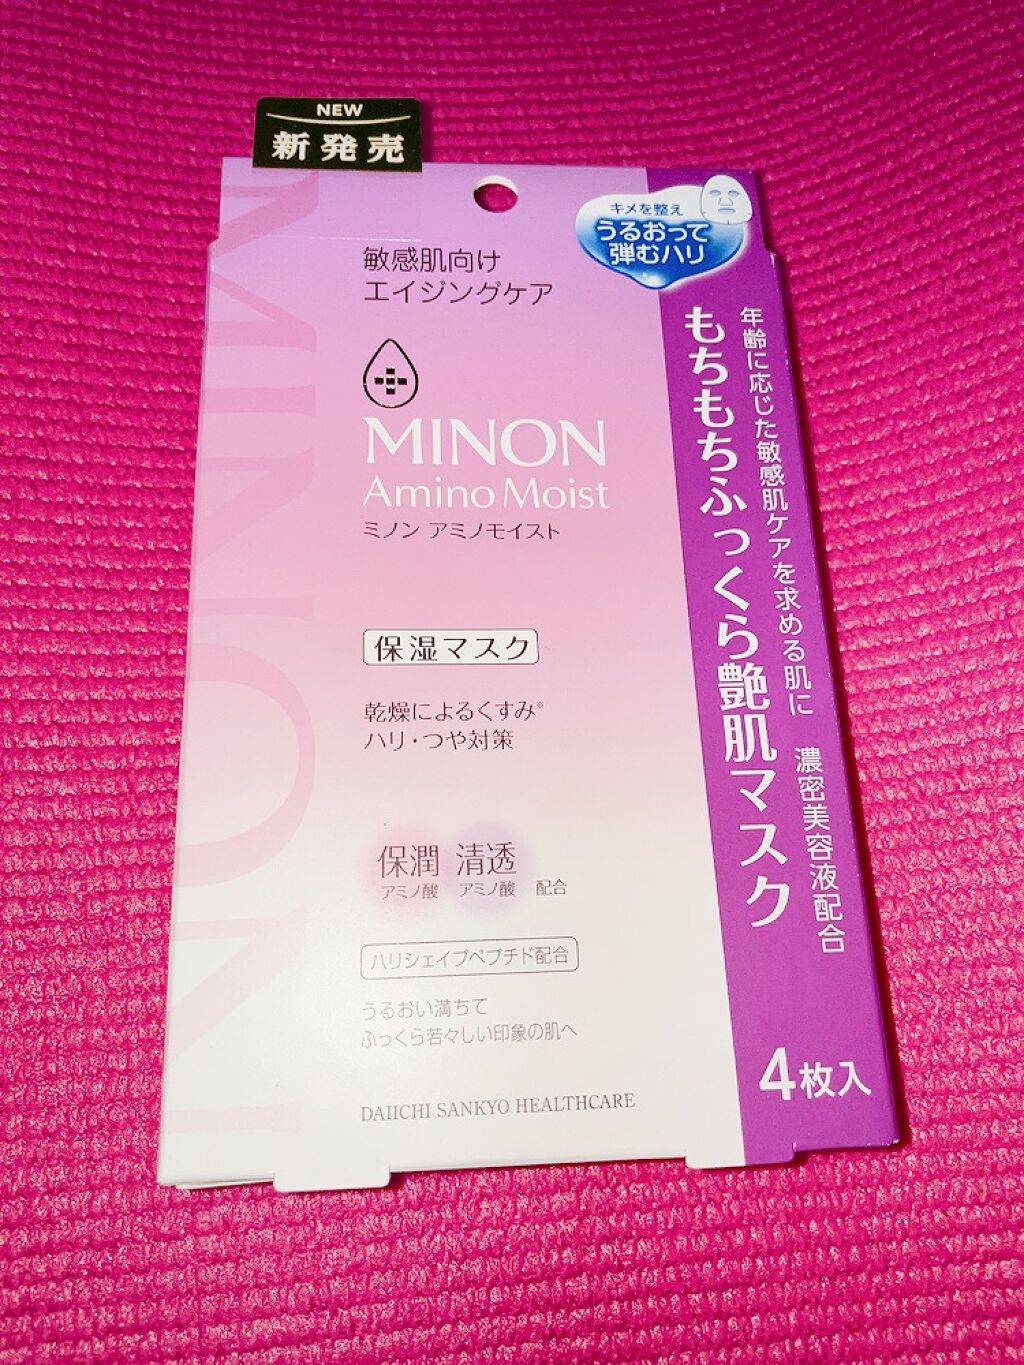 NEW
新発売
キメを整え
うるおって
弾むハリ
敏感肌向け
エイジングケア
MINON
Amino Moist
ミノン アミノモイスト
保湿マスク
乾燥によるくすみ※
ハリ・つや対策
保潤 清透
アミノ酸 アミノ酸 配合
ハリシェイプペプチド配合
うるおい満ちて
ふっくら若々しい印象の肌へ
DAIICHI SANKYO HEALTHCARE
年齢に応じた敏感肌ケアを求める肌に 濃密美容液配合
もちもちふっくら艶肌マスク
4枚入
MINON